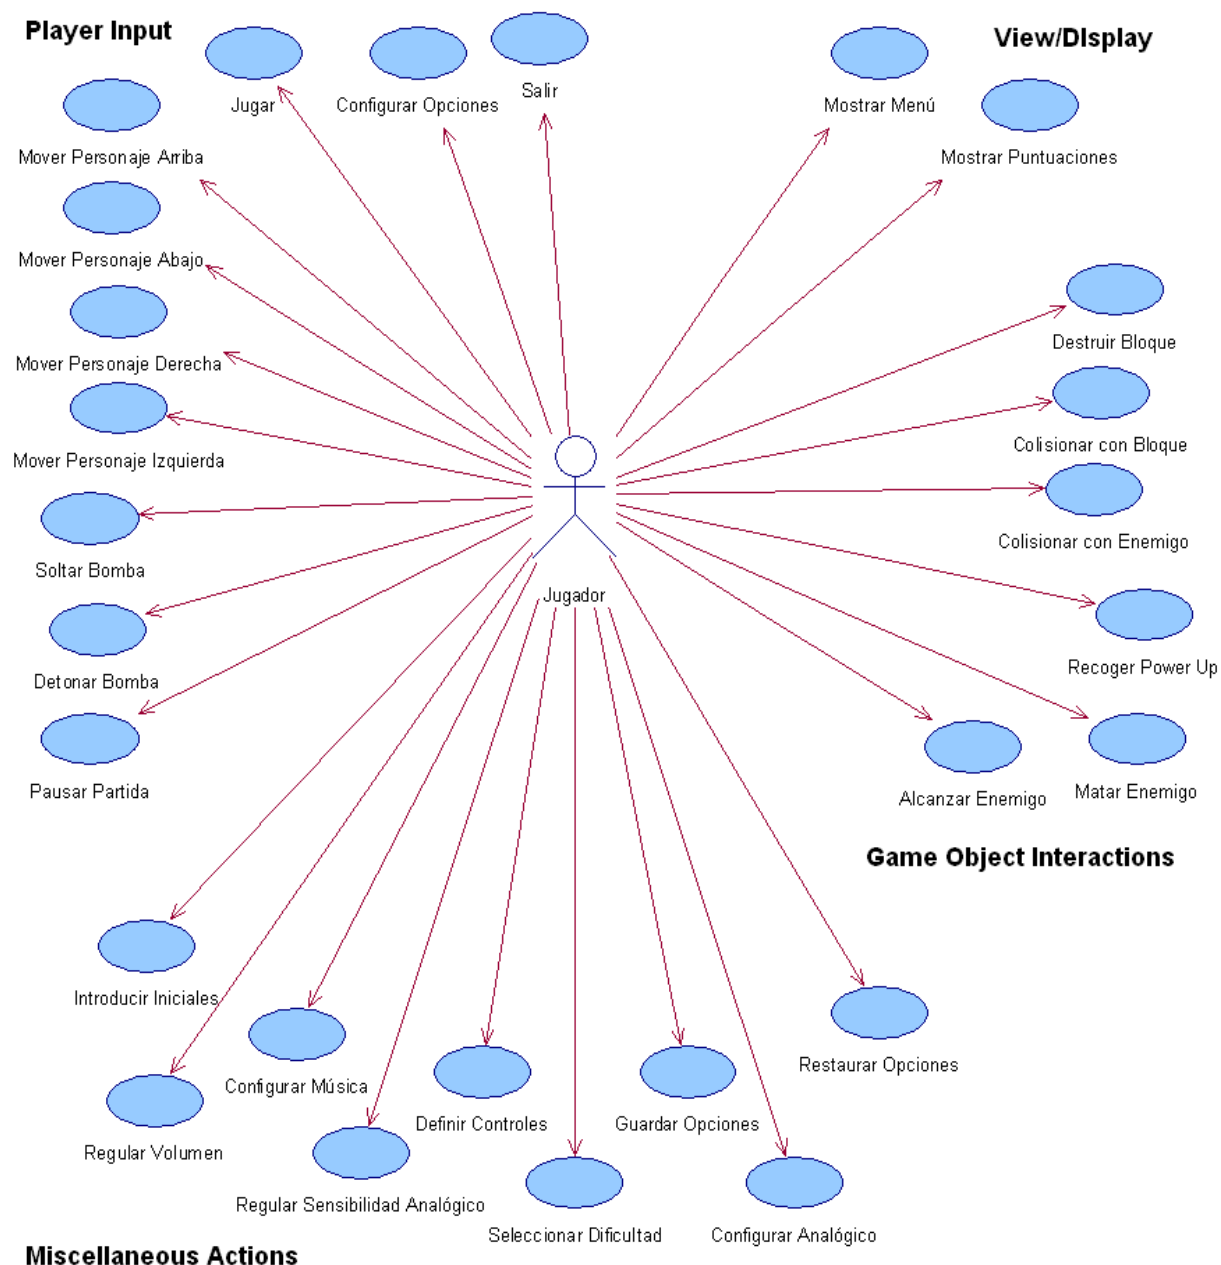 Player Input
View/DIsplay
Jugar
Configurar Opciones
Salir
Mostrar Menú
Mover Personaje Arriba
Mostrar Puntuaciones
Mover Personaje Abajo
Destruir Bloque
Mover Personaje Derecha
Colisionar con Bloque
Mover Personaje Izquierda
Colisionar con Enemigo
Soltar Bomba
Jugador
Recoger Power Up
Detonar Bomba
Pausar Partida
Alcanzar Enemigo
Matar Enemigo
Game Object Interactions
Introducir Iniciales
Restaurar Opciones
Configurar Música
Definir Controles
Guardar Opciones
Regular Volumen
Regular Sensibilidad Analógico
Seleccionar Dificultad
Configurar Analógico
Miscellaneous Actions